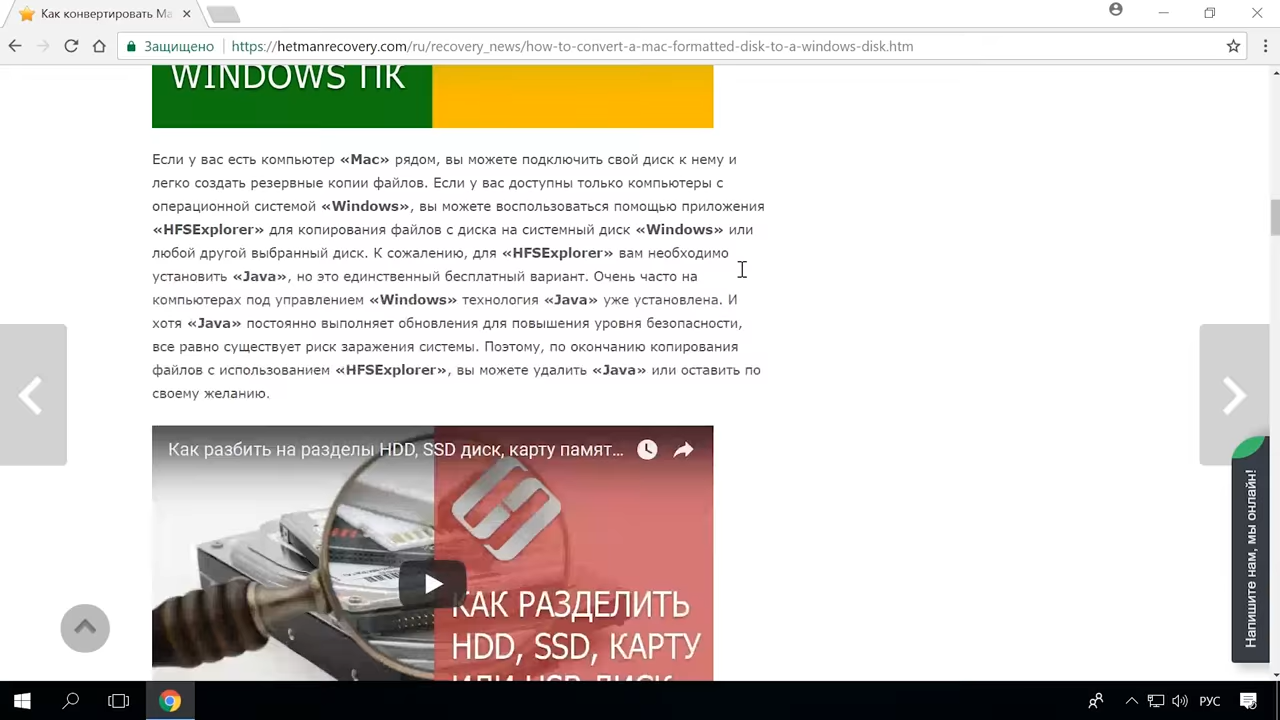 Как конвертировать Ma
Защищено
https://hetmanrecovery.com/ru/recovery_news/how-to-convert-a-mac-formatted-disk-to-a-windows-disk.htm
WINDOWS ПК
Если у вас есть компьютер «Mac» рядом, вы можете подключить свой диск к нему и
легко создать резервные копии файлов. Если у вас доступны только компьютеры с
операционной системой «Windows», вы можете воспользоваться помощью приложения
«HFSExplorer» для копирования файлов с диска на системный диск «Windows» или
любой другой выбранный диск. К сожалению, для «HFSExplorer» вам необходимо
установить «Java», но это единственный бесплатный вариант. Очень часто на
компьютерах под управлением «Windows» технология «Java» уже установлена. И
хотя «Java» постоянно выполняет обновления для повышения уровня безопасности,
все равно существует риск заражения системы. Поэтому, по окончанию копирования
файлов с использованием «HFSExplorer», вы можете удалить «Java» или оставить по
своему желанию.
Как разбить на разделы HDD, SSD диск, карту памят...
КАК РАЗДЕЛИТЬ
HDD, SSD, КАРТУ
ИЛИ USB ДИСК
Напишите нам, мы онлайн!
РУС